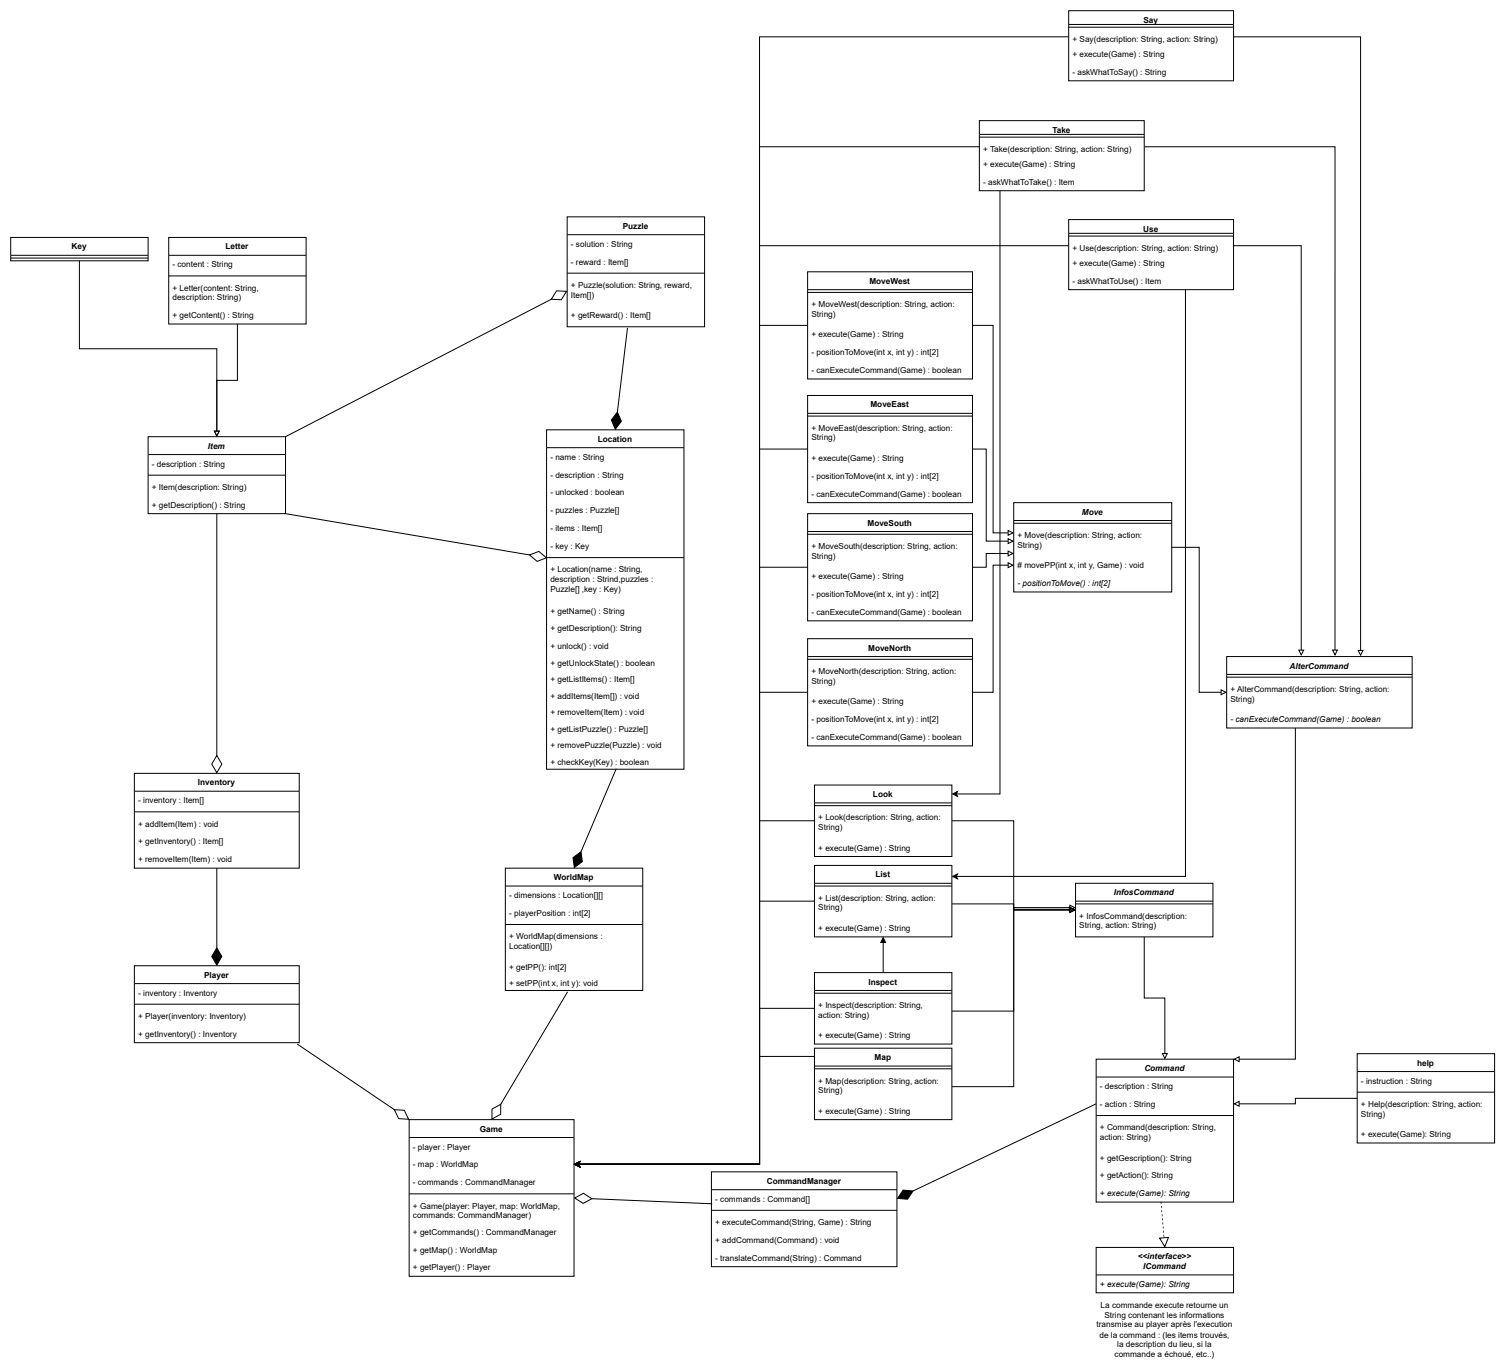 Say
+ Say(description: String, action: String)
+ execute(Game) : String
- askWhatToSay() : String
Take
+ Take(description: String, action: String)
+ execute(Game) : String
- askWhatToTake() : Item
Use
+ Use(description: String, action: String)
+ execute(Game) : String
- askWhatToUse() : Item
Key
Letter
- content : String
+ Letter(content: String,
description: String)
+ getContent() : String
Puzzle
- solution : String
- reward : Item[]
+ Puzzle(solution: String, reward,
Item[])
+ getReward() : Item[]
MoveWest
+ MoveWest(description: String, action:
String)
+ execute(Game) : String
- positionToMove(int x, int y) : int[2]
- canExecuteCommand(Game) : boolean
MoveEast
+ MoveEast(description: String, action:
String)
+ execute(Game) : String
- positionToMove(int x, int y) : int[2]
- canExecuteCommand(Game) : boolean
Item
- description : String
+ Item(description: String)
+ getDescription() : String
Location
- name : String
- description : String
- unlocked : boolean
- puzzles : Puzzle[]
- items : Item[]
- key : Key
+ Location(name : String,
description : Strind,puzzles :
Puzzle[] ,key : Key)
+ getName() : String
+ getDescription(): String
+ unlock() : void
+ getUnlockState() : boolean
+ getListItems() : Item[]
+ addItems(Item[]) : void
+ removeItem(Item) : void
+ getListPuzzle() : Puzzle[]
+ removePuzzle(Puzzle) : void
+ checkKey(Key) : boolean
MoveSouth
+ MoveSouth(description: String, action:
String)
+ execute(Game) : String
- positionToMove(int x, int y) : int[2]
- canExecuteCommand(Game) : boolean
Move
+ Move(description: String, action:
String)
# movePP(int x, int y, Game) : void
- positionToMove() : int[2]
MoveNorth
+ MoveNorth(description: String, action:
String)
+ execute(Game) : String
- positionToMove(int x, int y) : int[2]
- canExecuteCommand(Game) : boolean
AlterCommand
+ AlterCommand(description: String, action:
String)
- canExecuteCommand(Game) : boolean
Inventory
- inventory : Item[]
+ addItem(Item) : void
+ getInventory() : Item[]
+ removeItem(Item) : void
Look
+ Look(description: String, action:
String)
+ execute(Game) : String
List
+ List(description: String, action:
String)
+ execute(Game) : String
WorldMap
- dimensions : Location[][]
- playerPosition : int[2]
+ WorldMap(dimensions :
Location[][])
+ getPP(): int[2]
+ setPP(int x, int y): void
InfosCommand
+ InfosCommand(description:
String, action: String)
Player
- inventory : Inventory
+ Player(inventory: Inventory)
+ getInventory() : Inventory
Inspect
+ Inspect(description: String,
action: String)
+ execute(Game) : String
Map
+ Map(description: String, action:
String)
+ execute(Game) : String
Command
- description : String
- action : String
+ Command(description: String,
action: String)
+ getGescription(): String
+ getAction(): String
+ execute(Game): String
help
- instruction : String
+ Help(description: String, action:
String)
+ execute(Game): String
Game
- player : Player
- map : WorldMap
- commands : CommandManager
+ Game(player: Player, map: WorldMap,
commands: CommandManager)
+ getCommands() : CommandManager
+ getMap() : WorldMap
+ getPlayer() : Player
CommandManager
- commands : Command[]
+ executeCommand(String, Game) : String
+ addCommand(Command) : void
- translateCommand(String) : Command
<<interface>>
ICommand
+ execute(Game): String
La commande execute retourne un
String contenant les informations
transmise au player après l'execution
de la command : (les items trouvés,
la description du lieu, si la
commande a échoué, etc..)